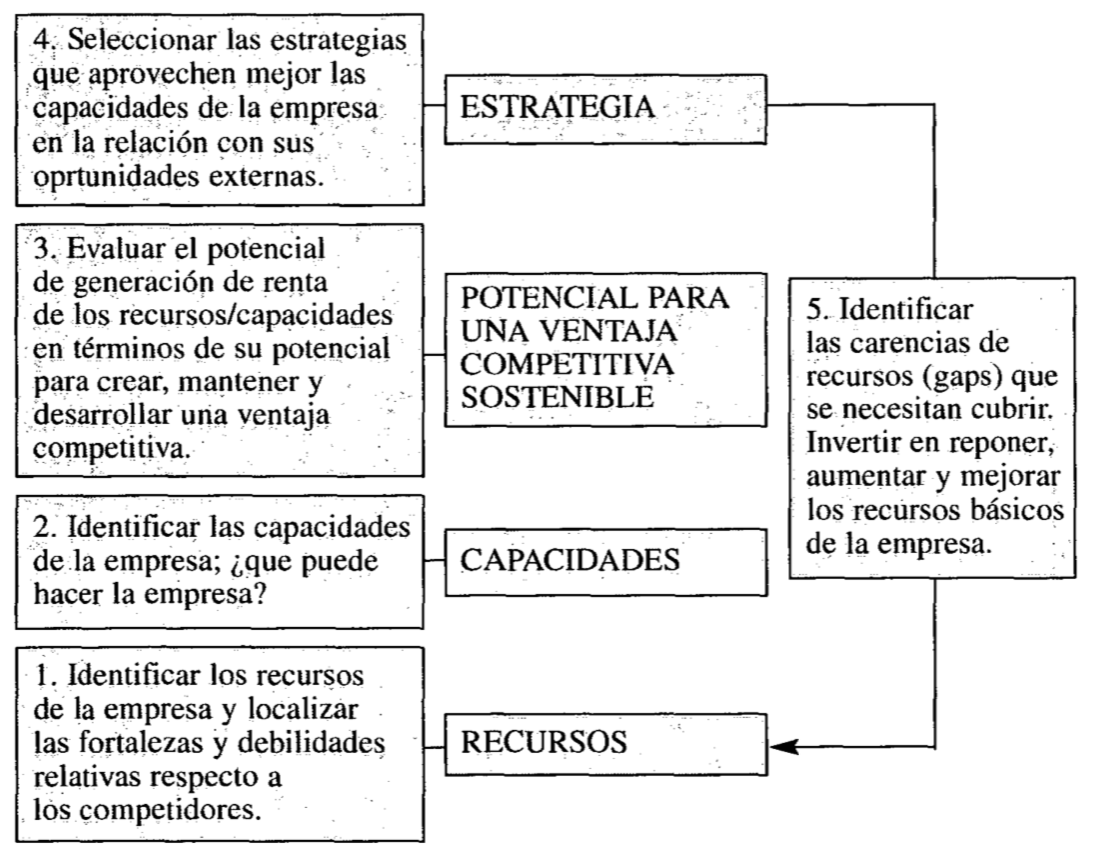 4. Seleccionar las estrategias
que aprovechen mejor las
capacidades de la empresa
en la relación con sus
oprtunidades externas.
ESTRATEGIA
3. Evaluar el potencial
de generación de renta
de los recursos/capacidades
en términos de su potencial
para crear, mantener y
desarrollar una ventaja
competitiva.
POTENCIAL PARA
UNA VENTAJA
COMPETITIVA
SOSTENIBLE
5. Identificar
las carencias de
recursos (gaps) que
se necesitan cubrir.
Invertir en reponer,
aumentar y mejorar
los recursos básicos
de la empresa.
2. Identificar las capacidades
de la empresa; ¿que puede
hacer la empresa?
CAPACIDADES
1. Identificar los recursos
de la empresa y localizar
las fortalezas y debilidades
relativas respecto a
los competidores.
RECURSOS